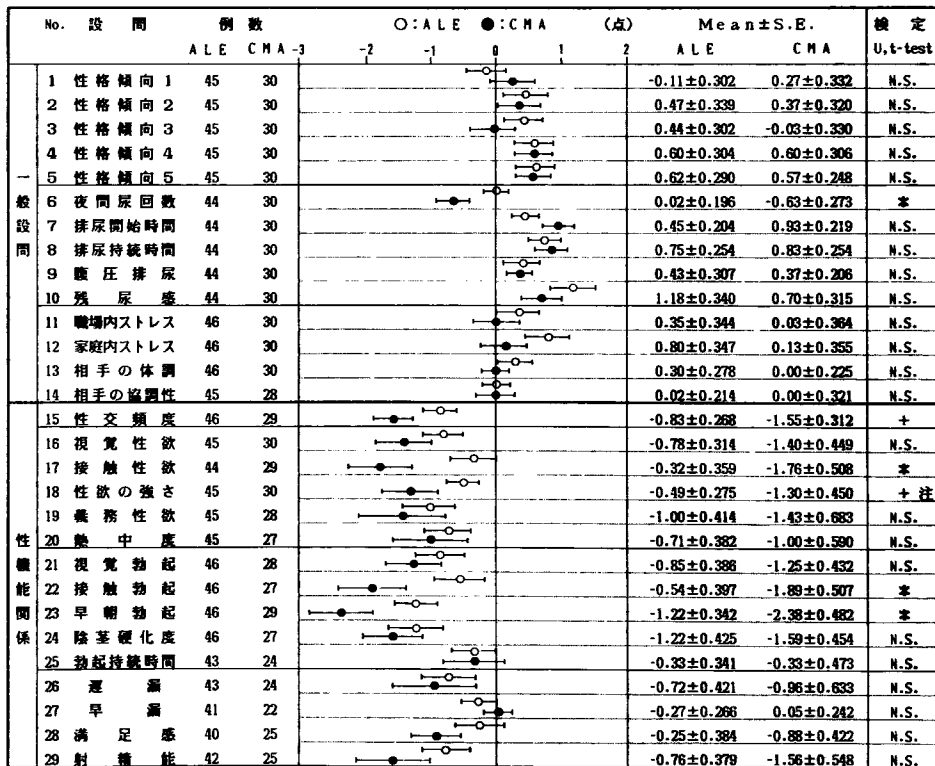 No. 設問 例数 ○:ALE ●:CMA (点) Mean±S.E. 検定
ALE CMA -3 -2 -1 0 1 2 ALE CMA U,t-test
一般設問
1 性格傾向1 45 30 -0.11±0.302 0.27±0.332 N.S.
2 性格傾向2 45 30 0.47±0.339 0.37±0.320 N.S.
3 性格傾向3 45 30 0.44±0.302 -0.03±0.330 N.S.
4 性格傾向4 45 30 0.60±0.304 0.60±0.306 N.S.
5 性格傾向5 45 30 0.62±0.290 0.57±0.248 N.S.
6 夜間尿回数 44 30 0.02±0.196 -0.63±0.273 *
7 排尿開始時間 44 30 0.45±0.204 0.93±0.219 N.S.
8 排尿持続時間 44 30 0.75±0.254 0.83±0.254 N.S.
9 腹圧排尿 44 30 0.43±0.307 0.37±0.206 N.S.
10 残尿感 44 30 1.18±0.340 0.70±0.315 N.S.
11 職場内ストレス 46 30 0.35±0.344 0.03±0.364 N.S.
12 家庭内ストレス 46 30 0.80±0.347 0.13±0.355 N.S.
13 相手の体調 46 30 0.30±0.278 0.00±0.225 N.S.
14 相手の協調性 45 28 0.02±0.214 0.00±0.321 N.S.
性機能関係
15 性交頻度 46 29 -0.83±0.268 -1.55±0.312 +
16 視覚性欲 45 30 -0.78±0.314 -1.40±0.449 N.S.
17 接触性欲 44 29 -0.32±0.359 -1.76±0.508 *
18 性欲の強さ 45 30 -0.49±0.275 -1.30±0.450 + 注
19 義務性欲 45 28 -1.00±0.414 -1.43±0.683 N.S.
20 熱中度 45 27 -0.71±0.382 -1.00±0.590 N.S.
21 視覚勃起 46 28 -0.85±0.386 -1.25±0.432 N.S.
22 接触勃起 46 27 -0.54±0.397 -1.89±0.507 *
23 早朝勃起 46 29 -1.22±0.342 -2.38±0.482 *
24 陰茎硬化度 46 27 -1.22±0.425 -1.59±0.454 N.S.
25 勃起持続時間 43 24 -0.33±0.341 -0.33±0.473 N.S.
26 遅漏 43 24 -0.72±0.421 -0.96±0.633 N.S.
27 早漏 41 22 -0.27±0.266 0.05±0.242 N.S.
28 満足感 40 25 -0.25±0.384 -0.88±0.422 N.S.
29 射精能 42 25 -0.76±0.379 -1.56±0.548 N.S.